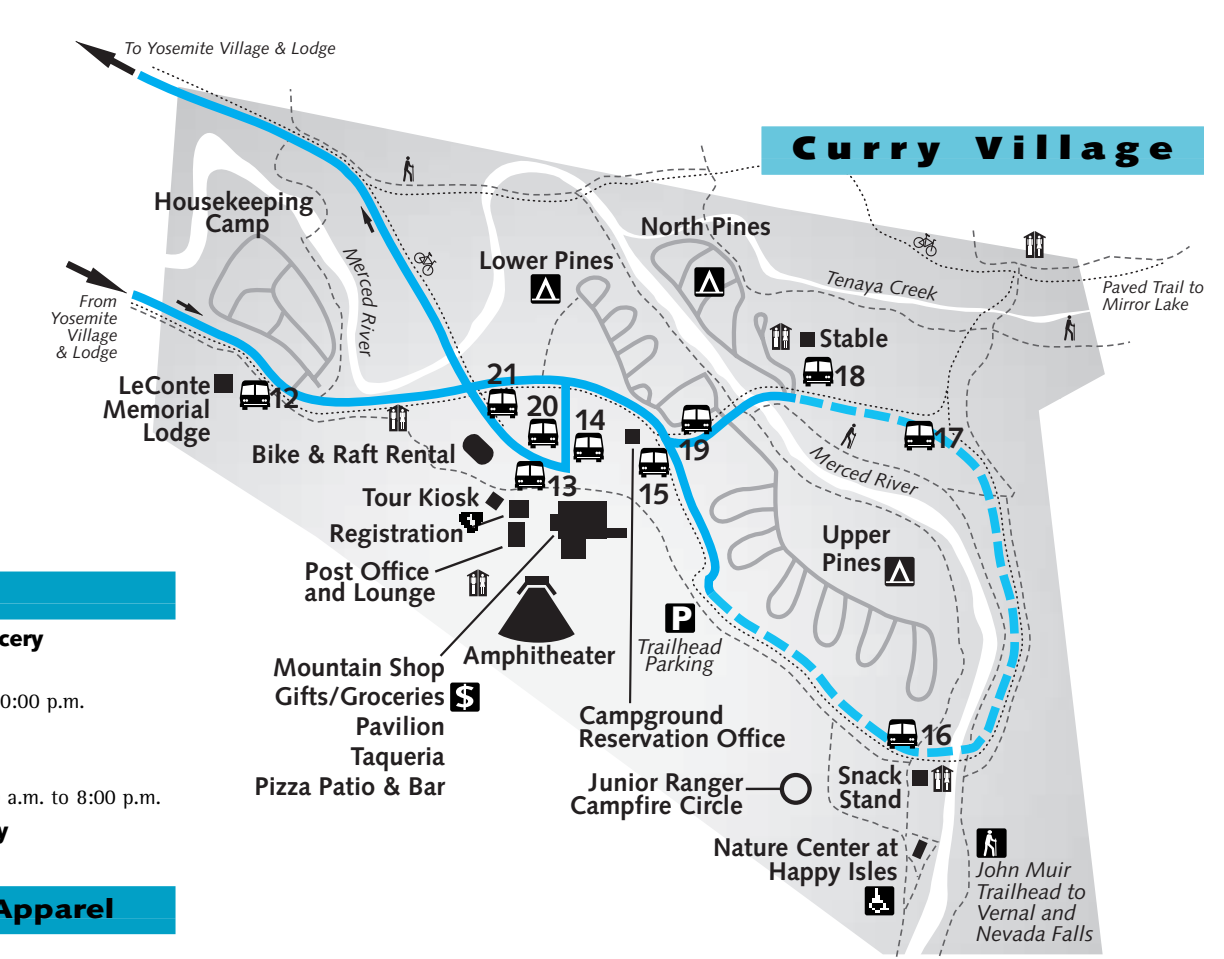 To Yosemite Village & Lodge
Curry Village
Housekeeping
Camp
North Pines
Lower Pines
Merced River
Tenaya Creek
Paved Trail to
Mirror Lake
From
Yosemite
Village
& Lodge
Stable
18
LeConte
Memorial
Lodge
12
21
20
14
19
17
Bike & Raft Rental
13
15
Merced River
Tour Kiosk
Registration
Post Office
and Lounge
Upper
Pines
P
Trailhead
Parking
Amphitheater
Mountain Shop
Gifts/Groceries $
Pavilion
Taqueria
Pizza Patio & Bar
Campground
Reservation Office
16
Junior Ranger
Campfire Circle
Snack
Stand
Nature Center at
Happy Isles
John Muir
Trailhead to
Vernal and
Nevada Falls
cery
0:00 p.m.
a.m. to 8:00 p.m.
y
Apparel